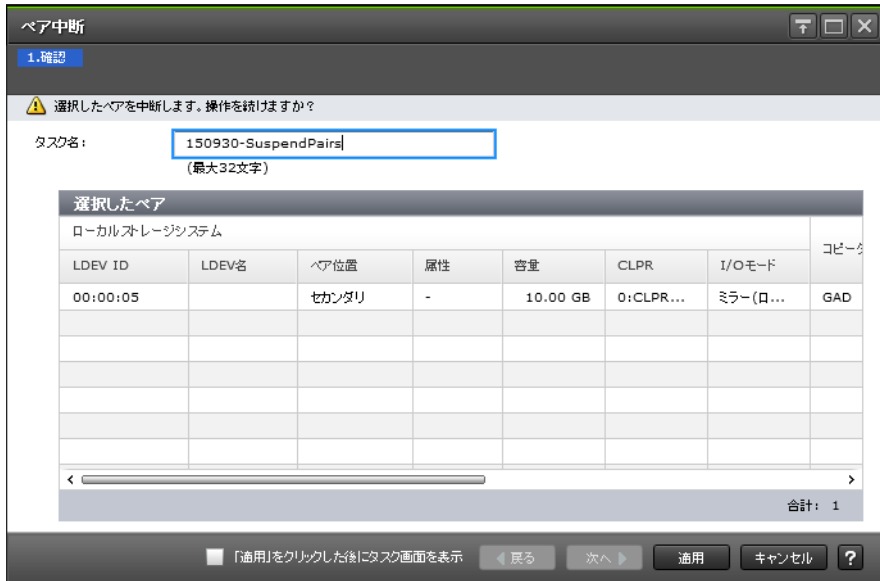 ペア中断
1.確認
選択したペアを中断します。操作を続けますか?
タスク名: 150930-SuspendPairs
(最大32文字)
選択したペア
ローカルストレージシステム コピータ
LDEV ID LDEV名 ペア位置 属性 容量 CLPR I/Oモード
00:00:05 セカンダリ - 10.00 GB 0:CLPR... ミラー(ロ... GAD
合計: 1
「適用」をクリックした後にタスク画面を表示 戻る 次へ 適用 キャンセル ?